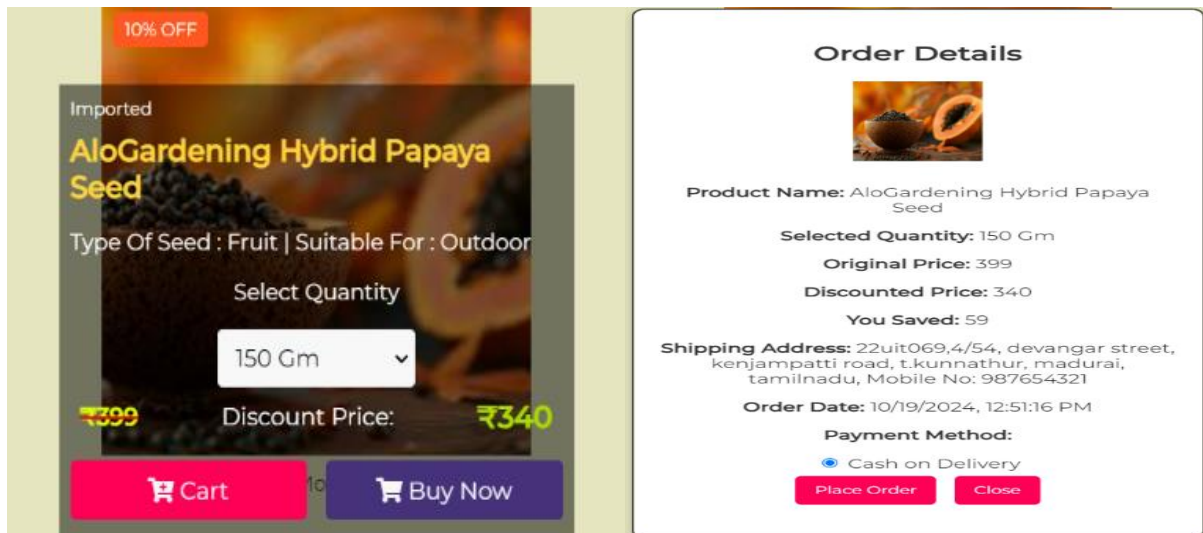 10% OFF
Imported
AloGardening Hybrid Papaya
Seed
Type Of Seed : Fruit | Suitable For : Outdoor
Select Quantity
150 Gm
₹399 Discount Price: ₹340
Cart Buy Now
Order Details
Product Name: AloGardening Hybrid Papaya
Seed
Selected Quantity: 150 Gm
Original Price: 399
Discounted Price: 340
You Saved: 59
Shipping Address: 22uit069,4/54, devangar street,
kenjampatti road, t.kunnathur, madurai,
tamilnadu, Mobile No: 987654321
Order Date: 10/19/2024, 12:51:16 PM
Payment Method:
Cash on Delivery
Place Order Close